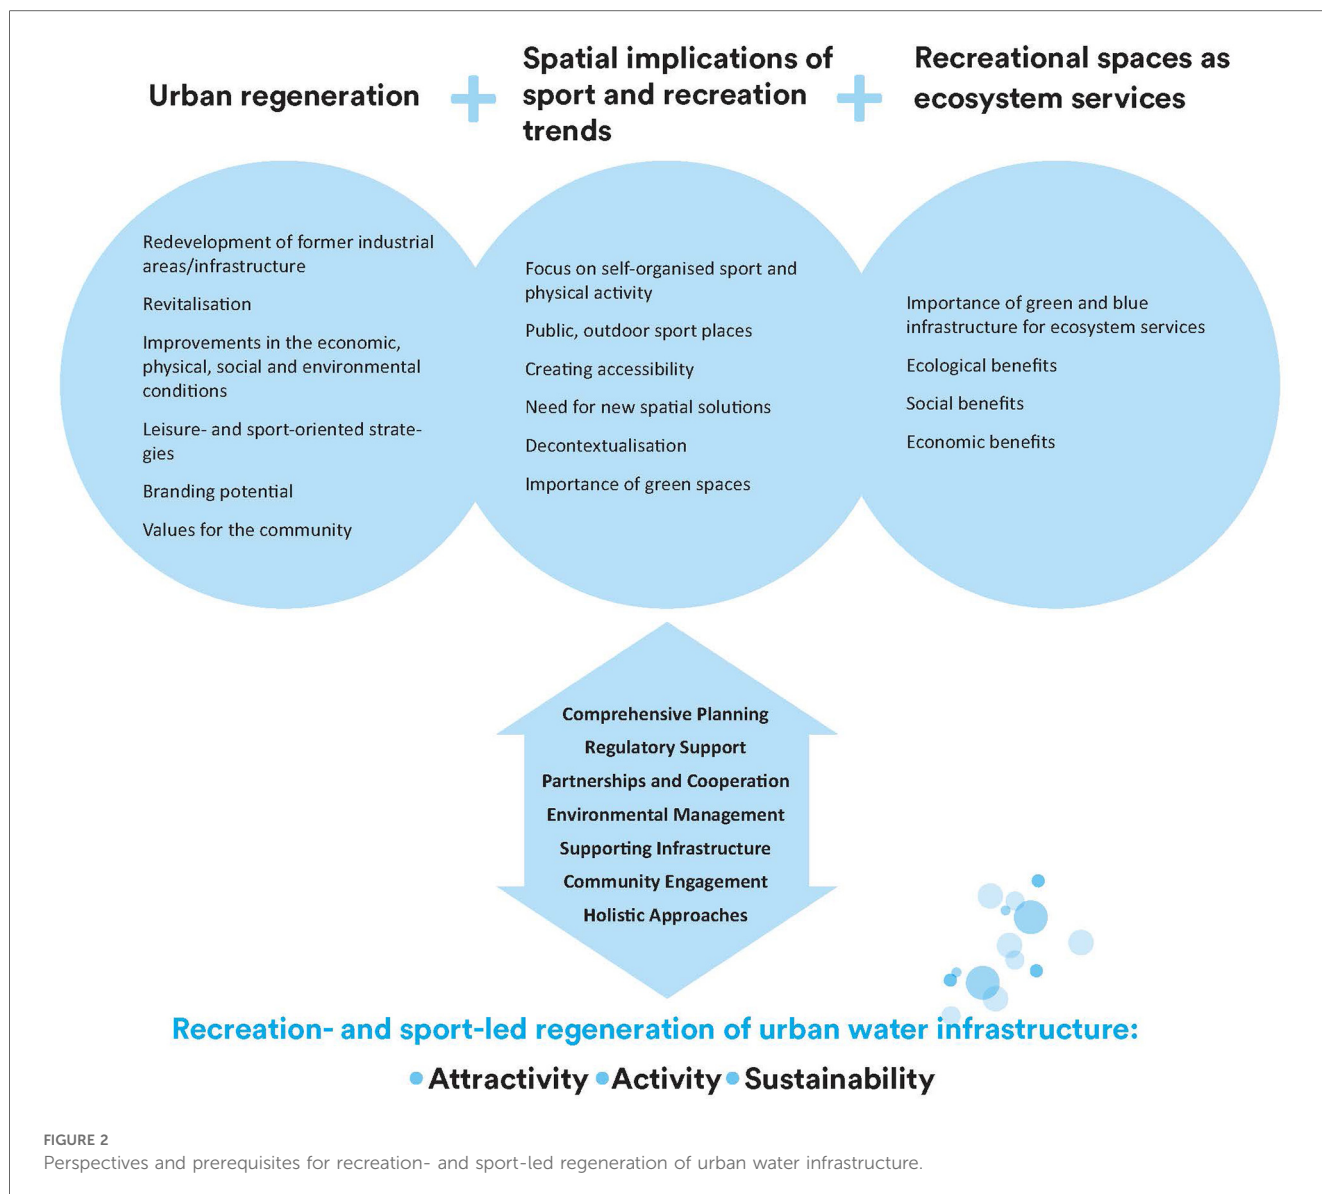 Urban regeneration
+
Spatial implications of
sport and recreation
trends
+
Recreational spaces as
ecosystem services
Redevelopment of former industrial
areas/infrastructure
Revitalisation
Improvements in the economic,
physical, social and environmental
conditions
Leisure- and sport-oriented strate-
gies
Branding potential
Values for the community
Focus on self-organised sport and
physical activity
Public, outdoor sport places
Creating accessibility
Need for new spatial solutions
Decontextualisation
Importance of green spaces
Importance of green and blue
infrastructure for ecosystem services
Ecological benefits
Social benefits
Economic benefits
Comprehensive Planning
Regulatory Support
Partnerships and Cooperation
Environmental Management
Supporting Infrastructure
Community Engagement
Holistic Approaches
Recreation- and sport-led regeneration of urban water infrastructure:
• Attractivity • Activity • Sustainability
FIGURE 2
Perspectives and prerequisites for recreation- and sport-led regeneration of urban water infrastructure.